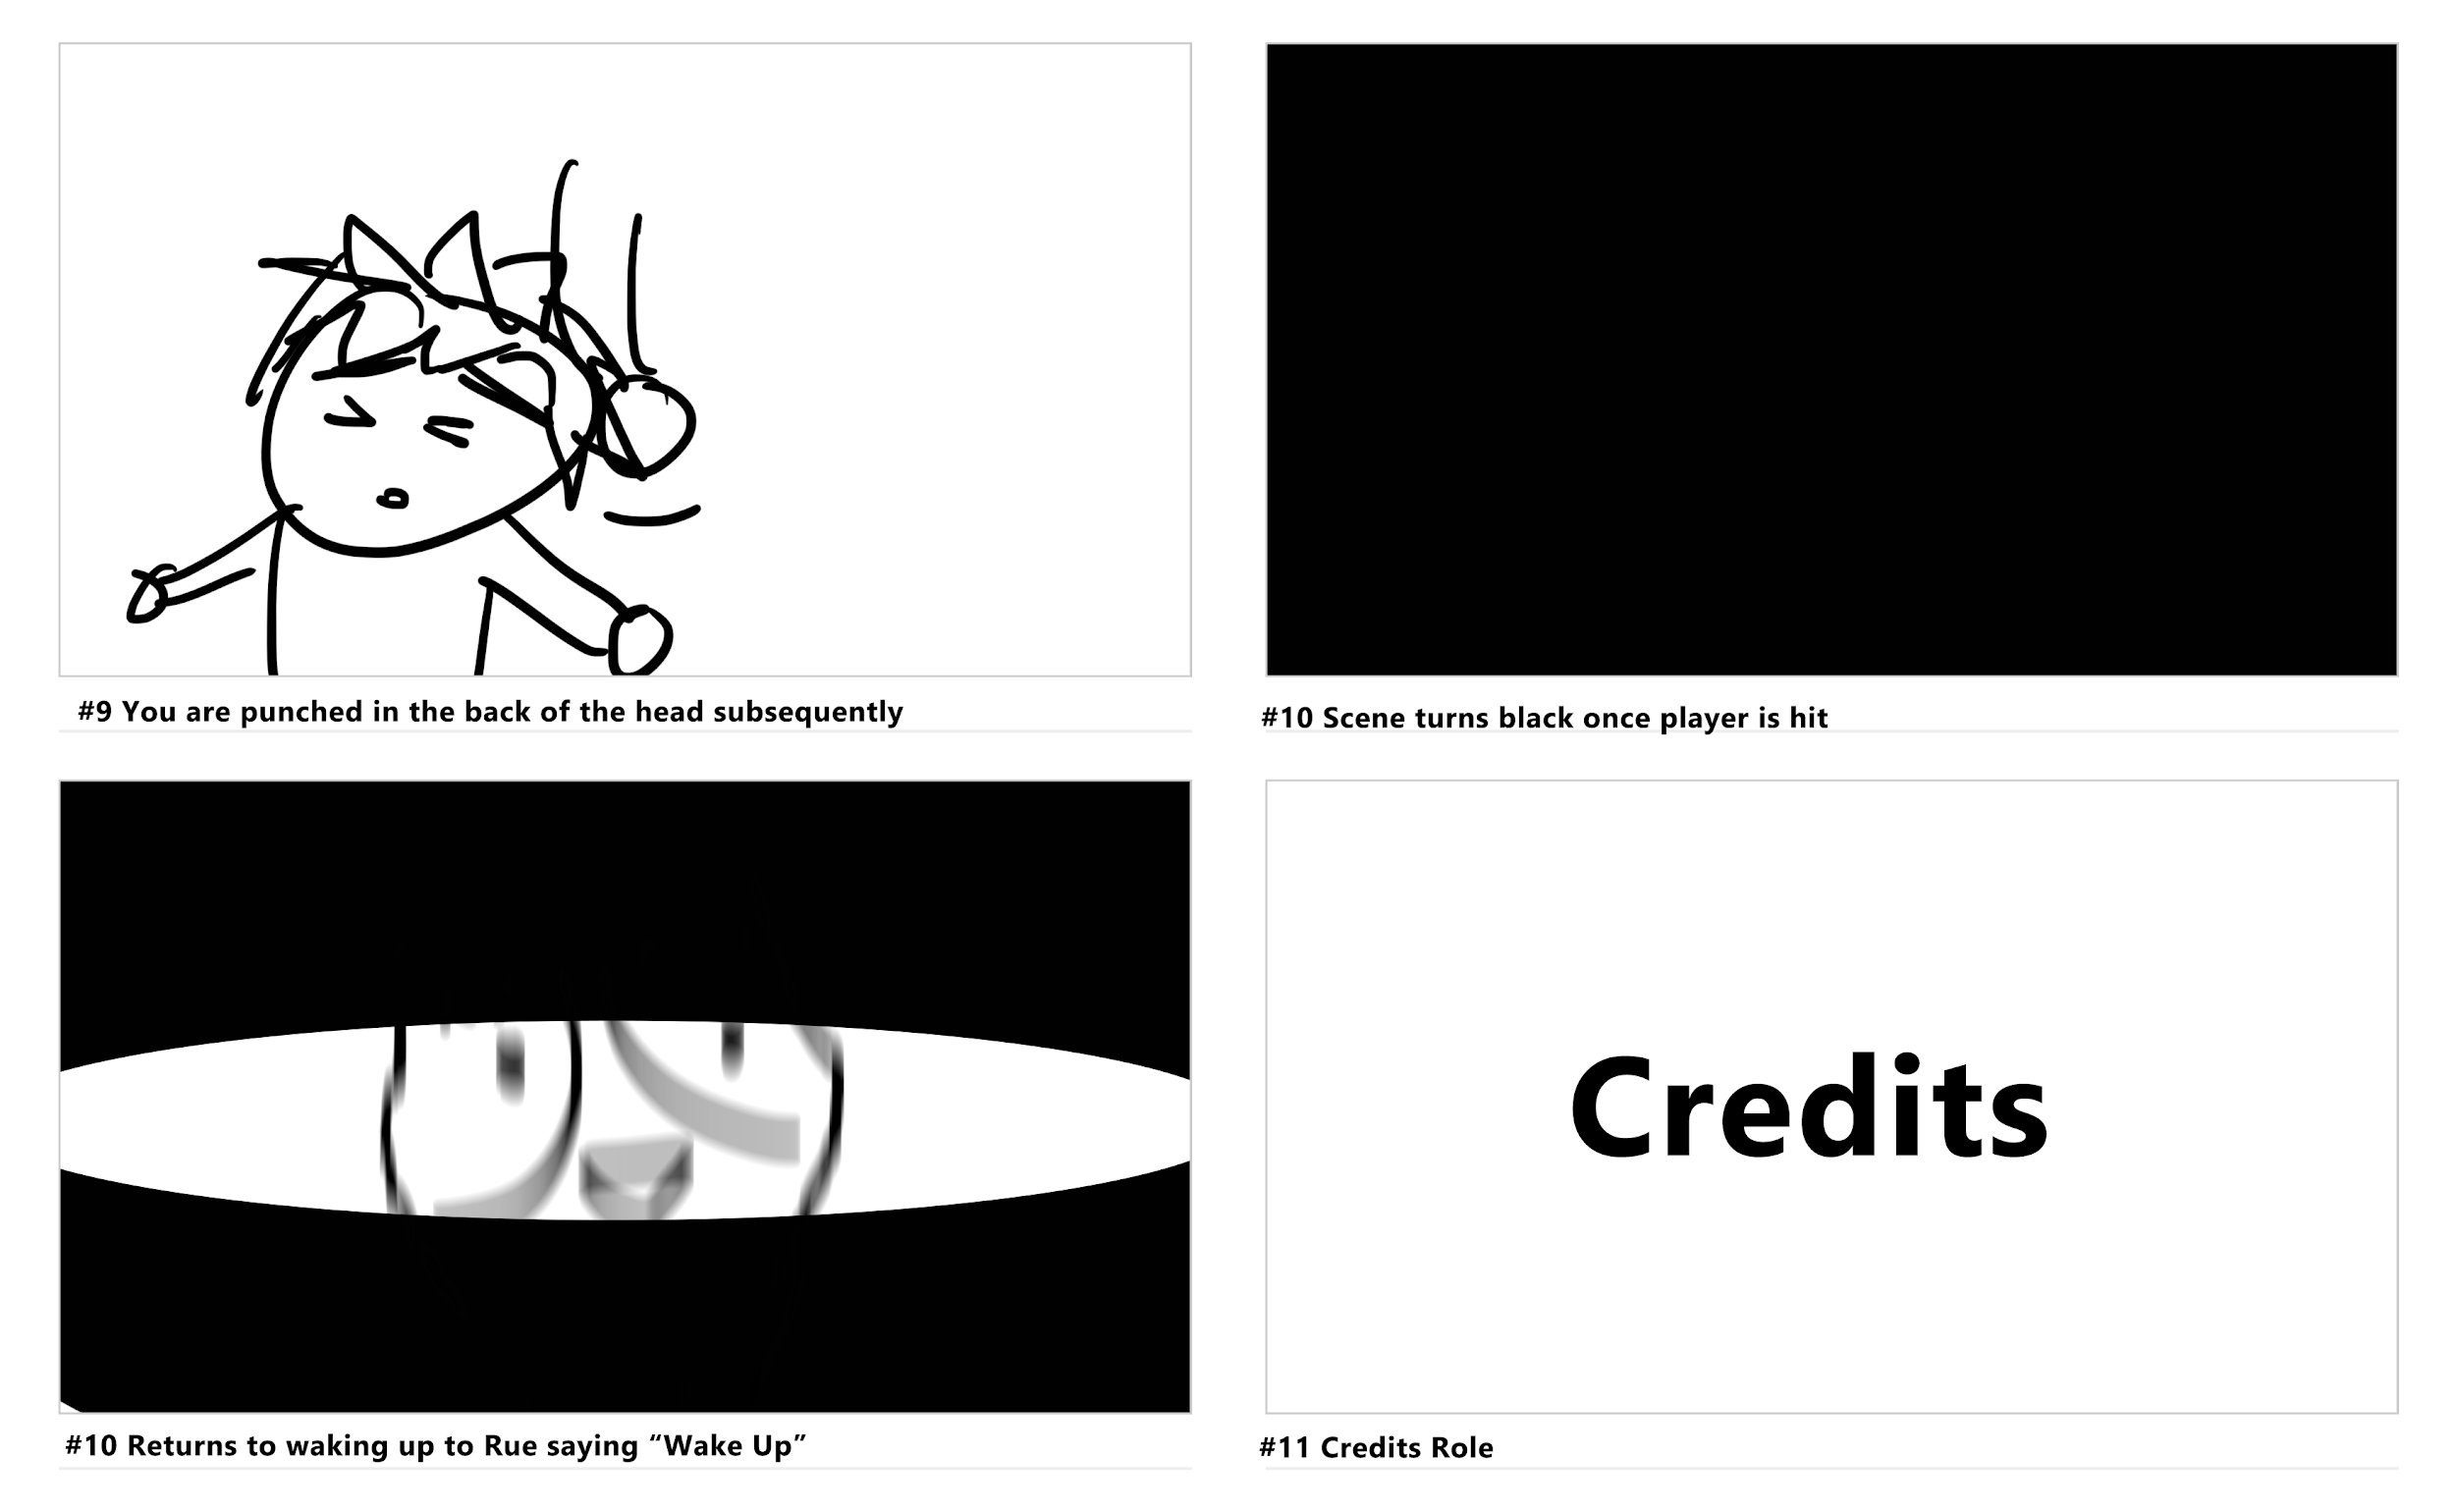 #9 You are punched in the back of the head subsequently
#10 Scene turns black once player is hit
#10 Returns to waking up to Rue saying “Wake Up”
Credits
#11 Credits Role